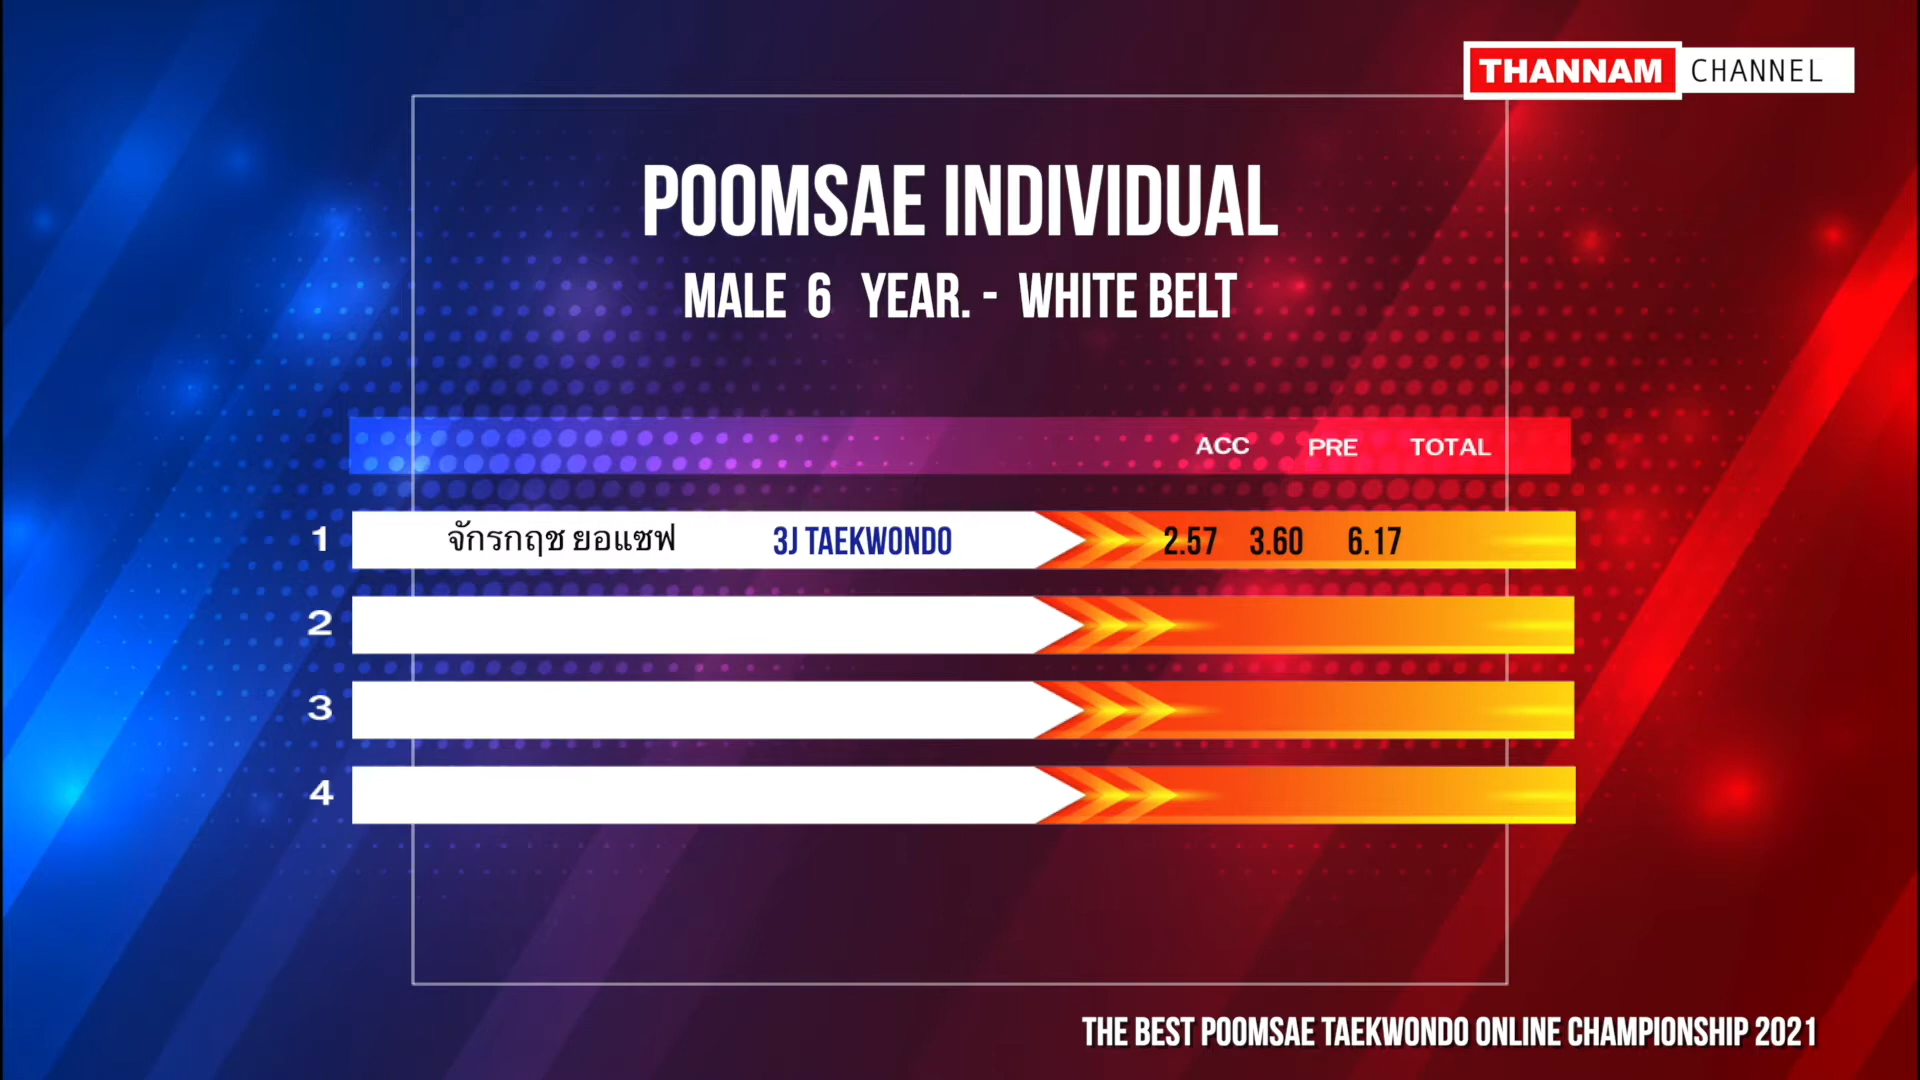 THANNAM CHANNEL
POOMSAE INDIVIDUAL
MALE 6 YEAR. - WHITE BELT
ACC PRE TOTAL
1 จักรกฤช ยอแซฟ 3J TAEKWONDO 2.57 3.60 6.17
2
3
4
THE BEST POOMSAE TAEKWONDO ONLINE CHAMPIONSHIP 2021